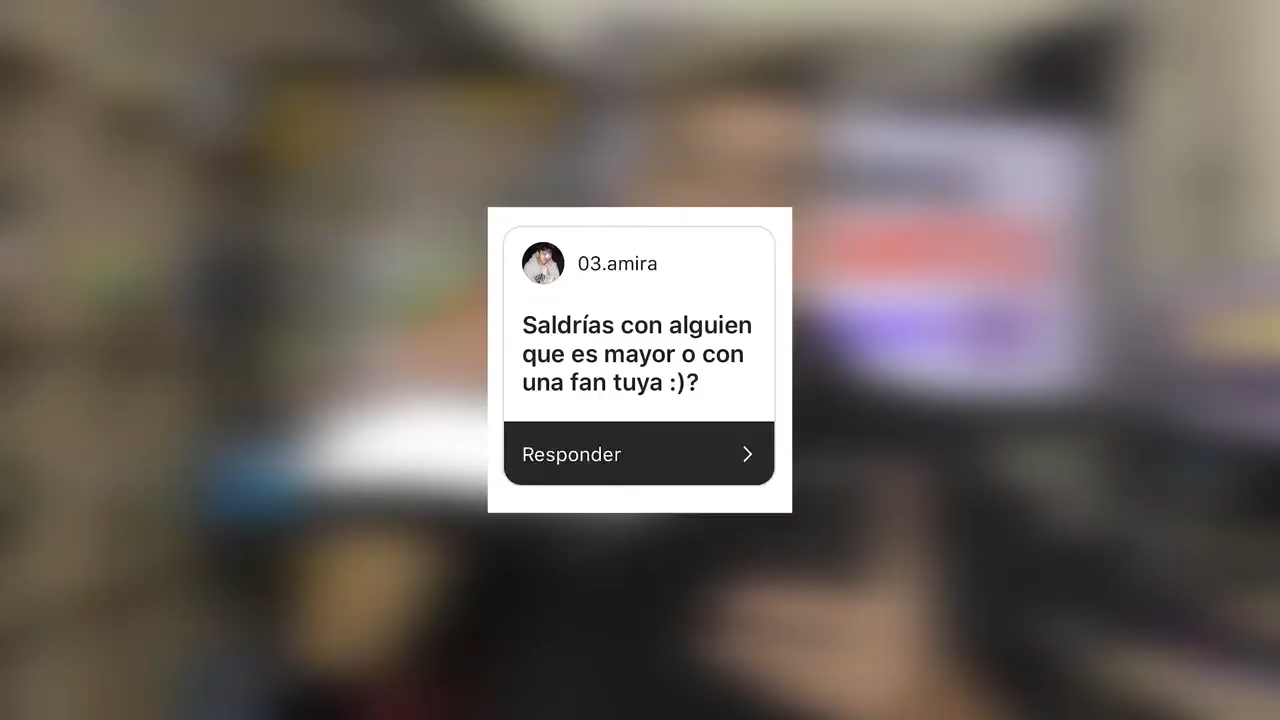 03.amira
Saldrías con alguien
que es mayor o con
una fan tuya :)?
Responder